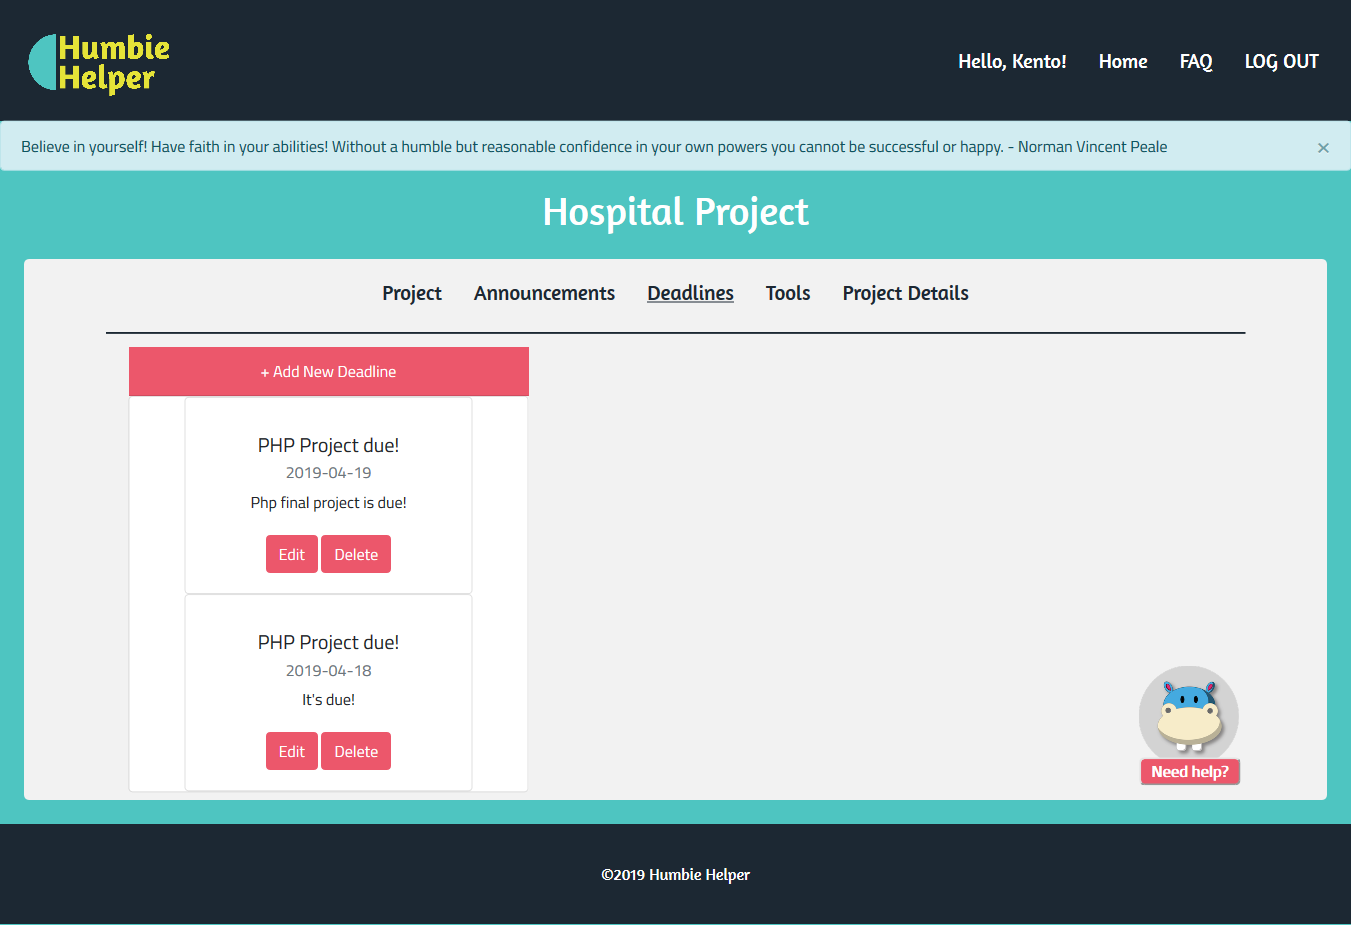 Humbie
Helper
Hello, Kento! Home FAQ LOG OUT
Believe in yourself! Have faith in your abilities! Without a humble but reasonable confidence in your own powers you cannot be successful or happy. - Norman Vincent Peale ×
Hospital Project
Project Announcements Deadlines Tools Project Details
+ Add New Deadline
PHP Project due!
2019-04-19
Php final project is due!
Edit Delete
PHP Project due!
2019-04-18
It's due!
Edit Delete
Need help?
©2019 Humbie Helper